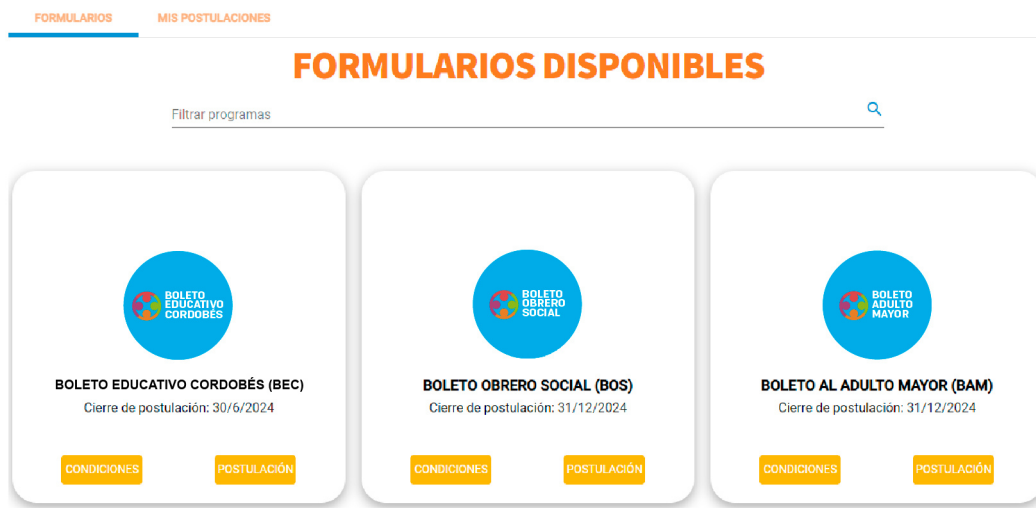 FORMULARIOS MIS POSTULACIONES
FORMULARIOS DISPONIBLES
Filtrar programas
BOLETO
EDUCATIVO
CORDOBÉS
BOLETO EDUCATIVO CORDOBÉS (BEC)
Cierre de postulación: 30/6/2024
CONDICIONES POSTULACIÓN
BOLETO
OBRERO
SOCIAL
BOLETO OBRERO SOCIAL (BOS)
Cierre de postulación: 31/12/2024
CONDICIONES POSTULACIÓN
BOLETO
ADULTO
MAYOR
BOLETO AL ADULTO MAYOR (BAM)
Cierre de postulación: 31/12/2024
CONDICIONES POSTULACIÓN